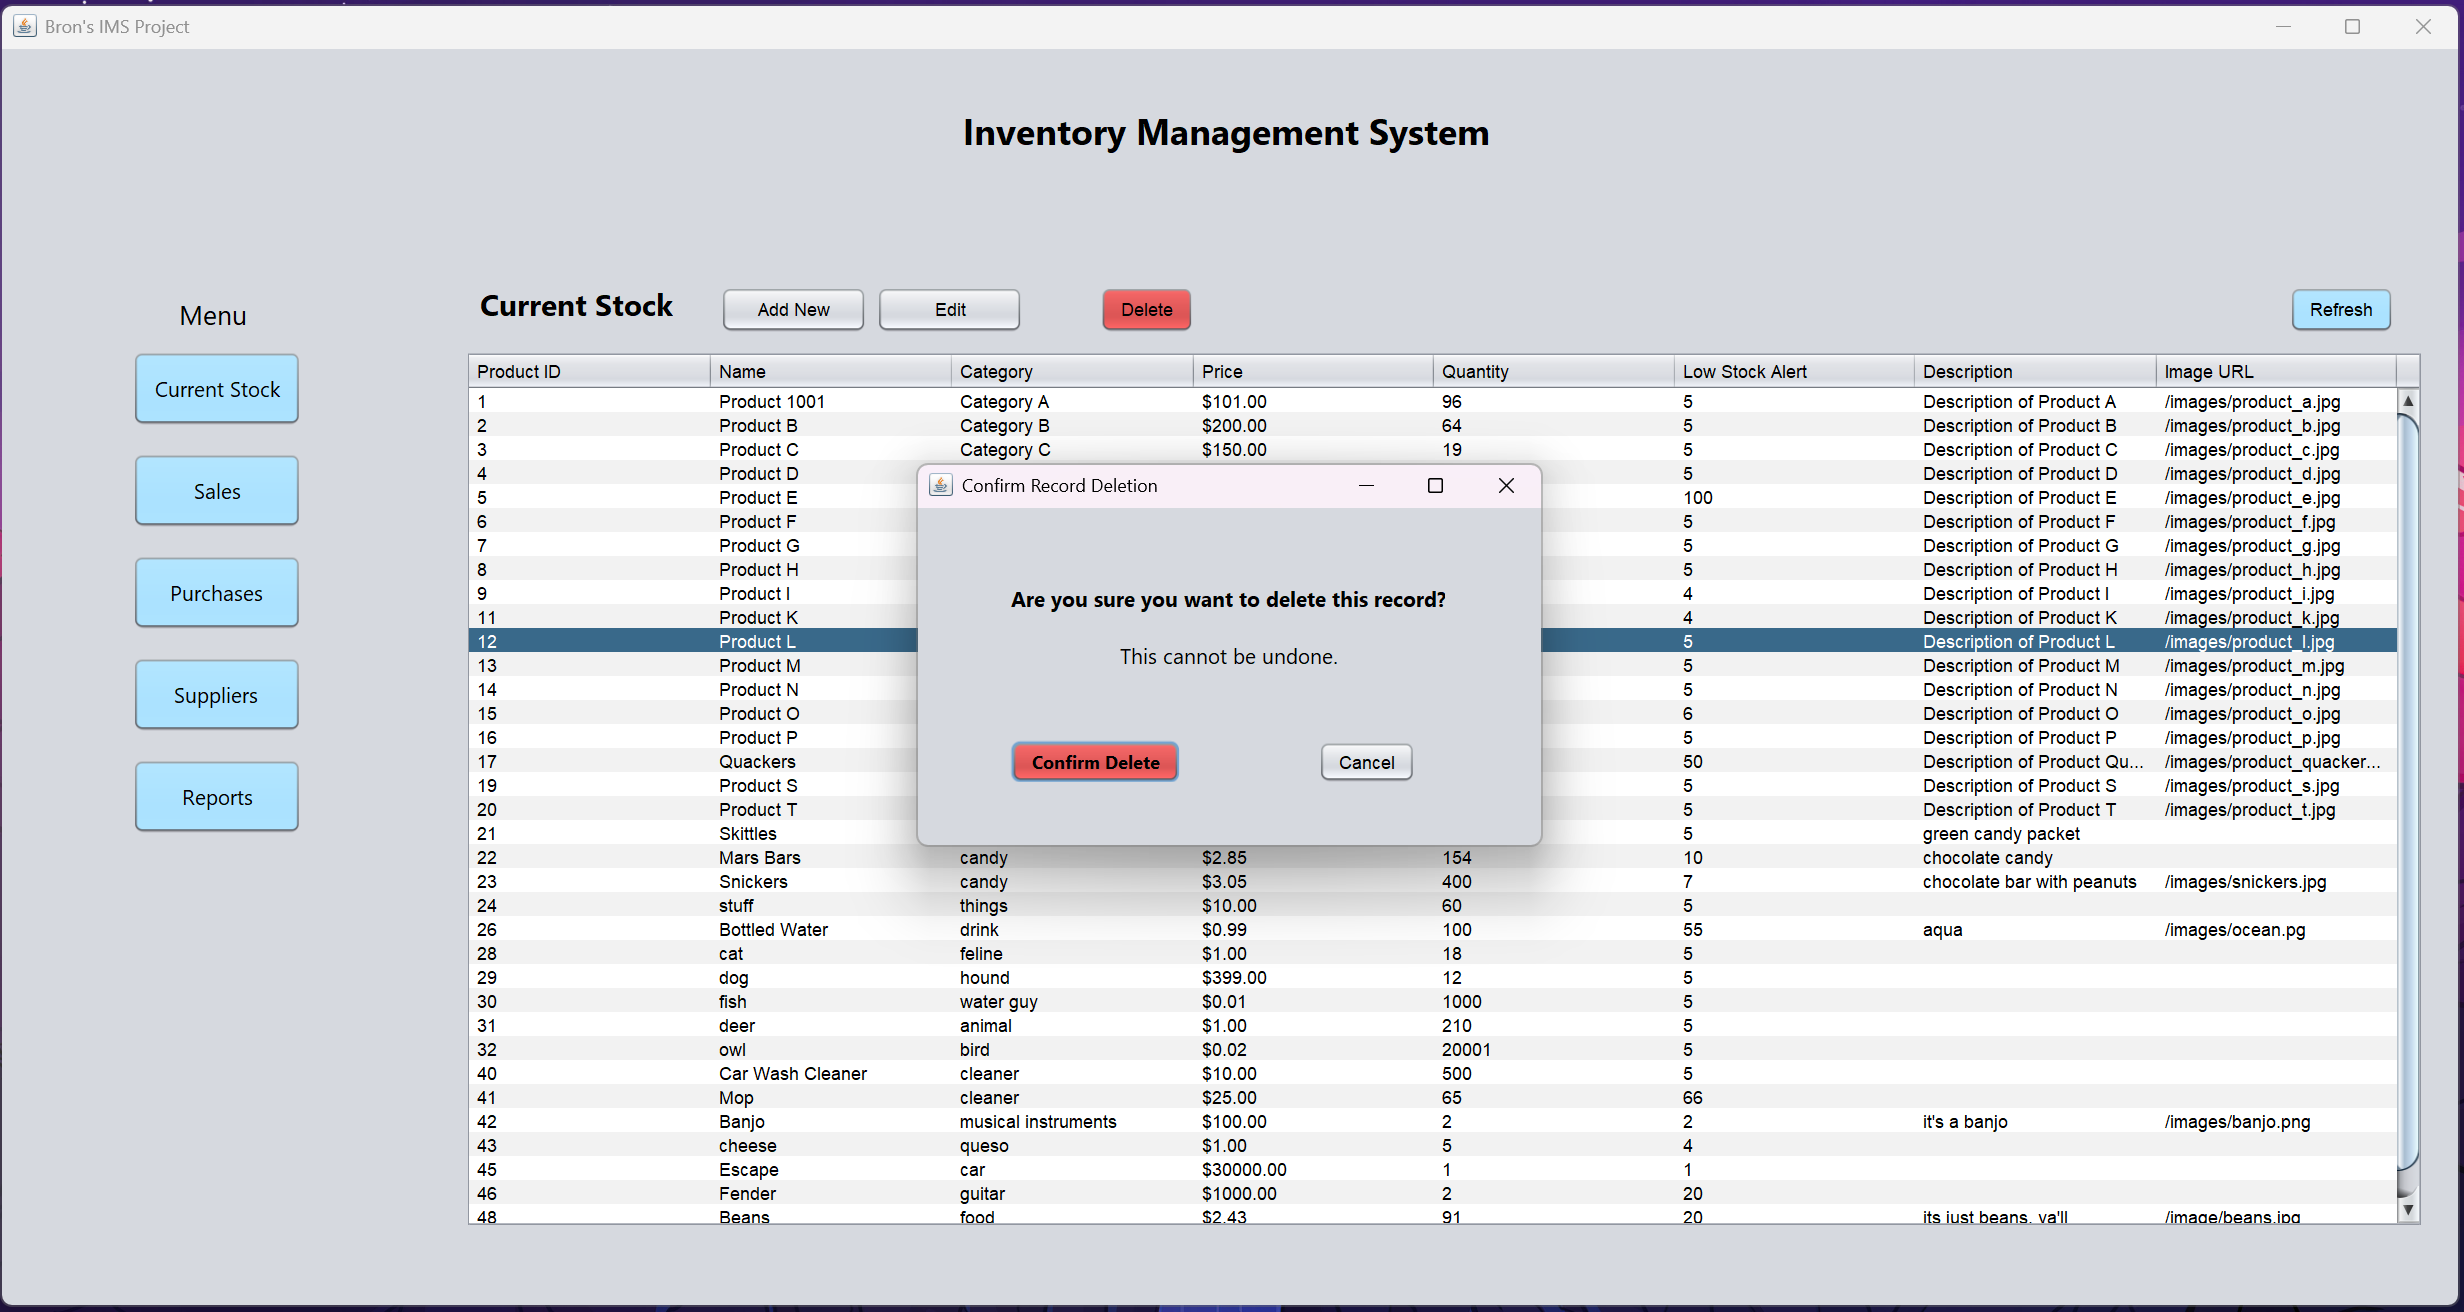 Bron's IMS Project
Inventory Management System
Menu
Current Stock
Sales
Purchases
Suppliers
Reports
Current Stock Add New Edit Delete Refresh
Product ID Name Category Price Quantity Low Stock Alert Description Image URL
1 Product 1001 Category A $101.00 96 5 Description of Product A /images/product_a.jpg
2 Product B Category B $200.00 64 5 Description of Product B /images/product_b.jpg
3 Product C Category C $150.00 19 5 Description of Product C /images/product_c.jpg
4 Product D 5 Description of Product D /images/product_d.jpg
5 Product E 100 Description of Product E /images/product_e.jpg
6 Product F 5 Description of Product F /images/product_f.jpg
7 Product G 5 Description of Product G /images/product_g.jpg
8 Product H 5 Description of Product H /images/product_h.jpg
9 Product I 4 Description of Product I /images/product_i.jpg
11 Product K 4 Description of Product K /images/product_k.jpg
12 Product L 5 Description of Product L /images/product_l.jpg
13 Product M 5 Description of Product M /images/product_m.jpg
14 Product N 5 Description of Product N /images/product_n.jpg
15 Product O 6 Description of Product O /images/product_o.jpg
16 Product P 5 Description of Product P /images/product_p.jpg
17 Quackers 50 Description of Product Qu... /images/product_quacker...
19 Product S 5 Description of Product S /images/product_s.jpg
20 Product T 5 Description of Product T /images/product_t.jpg
21 Skittles 5 green candy packet
22 Mars Bars candy $2.85 154 10 chocolate candy
23 Snickers candy $3.05 400 7 chocolate bar with peanuts /images/snickers.jpg
24 stuff things $10.00 60 5
26 Bottled Water drink $0.99 100 55 aqua /images/ocean.pg
28 cat feline $1.00 18 5
29 dog hound $399.00 12 5
30 fish water guy $0.01 1000 5
31 deer animal $1.00 210 5
32 owl bird $0.02 20001 5
40 Car Wash Cleaner cleaner $10.00 500 5
41 Mop cleaner $25.00 65 66
42 Banjo musical instruments $100.00 2 2 it's a banjo /images/banjo.png
43 cheese queso $1.00 5 4
45 Escape car $30000.00 1 1
46 Fender guitar $1000.00 2 20
48 Beans food $2.43 91 20 its just beans, ya'll /image/beans.jpg
Confirm Record Deletion
Are you sure you want to delete this record?
This cannot be undone.
Confirm Delete Cancel